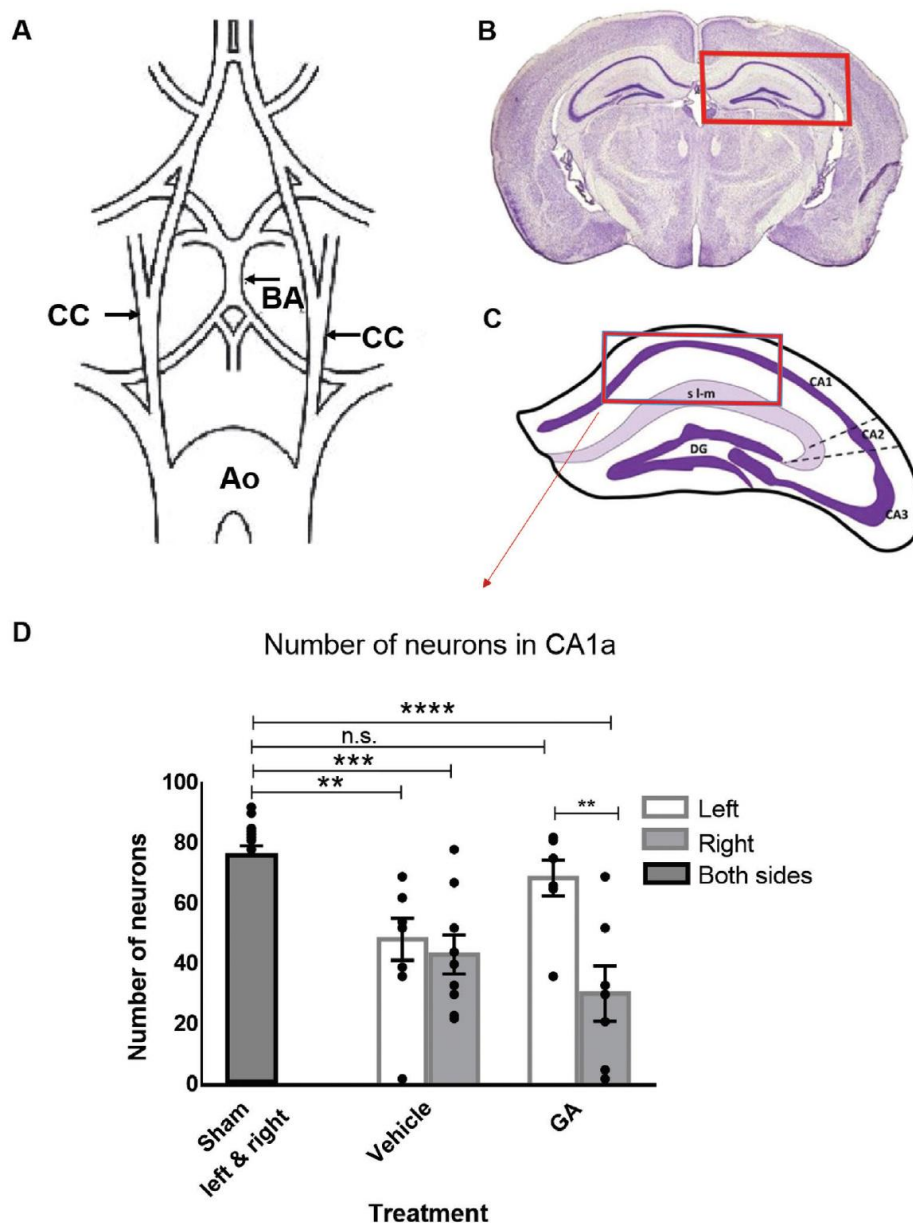 A
BA
CC
CC
Ao
B
C
CA1
s l-m
CA2
DG
CA3
D
Number of neurons in CA1a
****
n.s.
***
**
**
100
80
60
40
20
0
Number of neurons
Left
Right
Both sides
Sham
left & right
Vehicle
GA
Treatment